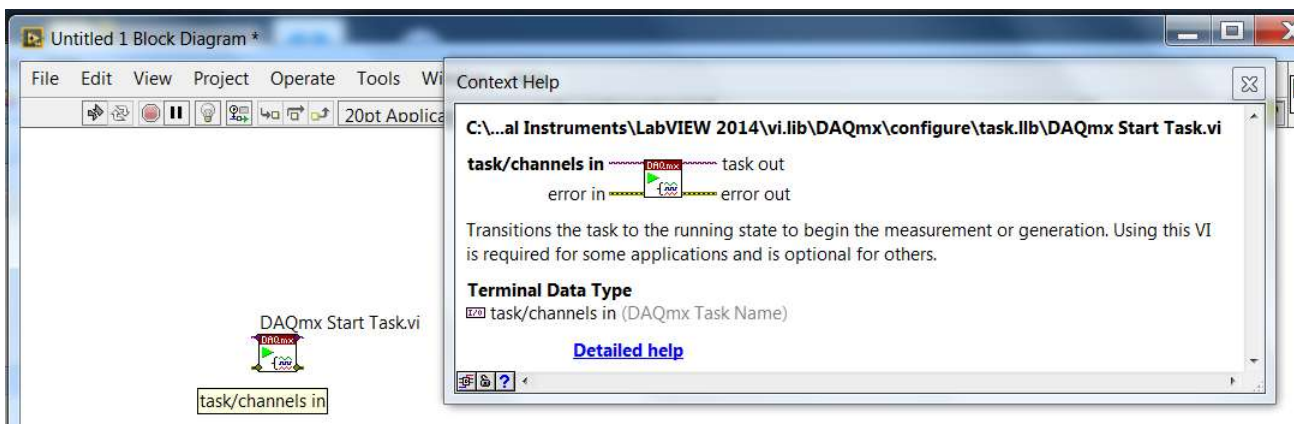 Untitled 1 Block Diagram *
File Edit View Project Operate Tools Wi
20pt Applica
Context Help
C:\...al Instruments\LabVIEW 2014\vi.lib\DAQmx\configure\task.llb\DAQmx Start Task.vi
task/channels in DAQmx task out
error in error out
Transitions the task to the running state to begin the measurement or generation. Using this VI
is required for some applications and is optional for others.
Terminal Data Type
I/O task/channels in (DAQmx Task Name)
Detailed help
?
DAQmx Start Task.vi
DAQmx
task/channels in